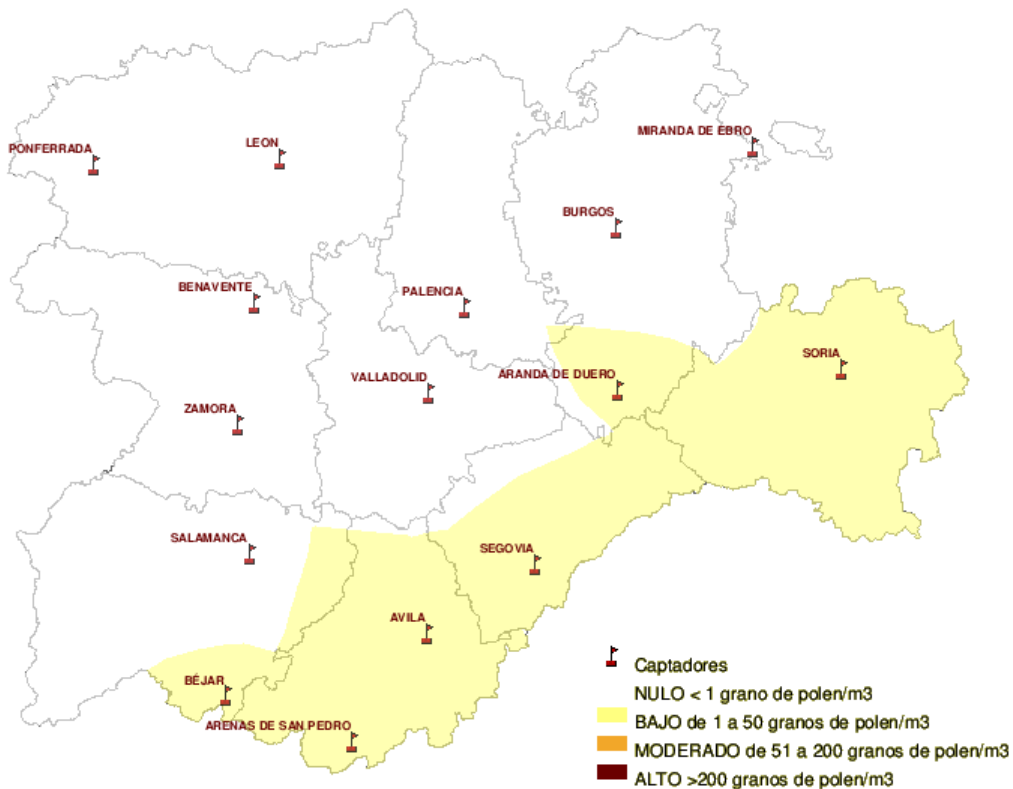 MIRANDA DE EBRO
PONFERRADA
LEON
BURGOS
BENAVENTE
PALENCIA
SORIA
VALLADOLID
ARANDA DE DUERO
ZAMORA
SALAMANCA
SEGOVIA
AVILA
BÉJAR
ARENAS DE SAN PEDRO
Captadores
NULO < 1 grano de polen/m3
BAJO de 1 a 50 granos de polen/m3
MODERADO de 51 a 200 granos de polen/m3
ALTO >200 granos de polen/m3